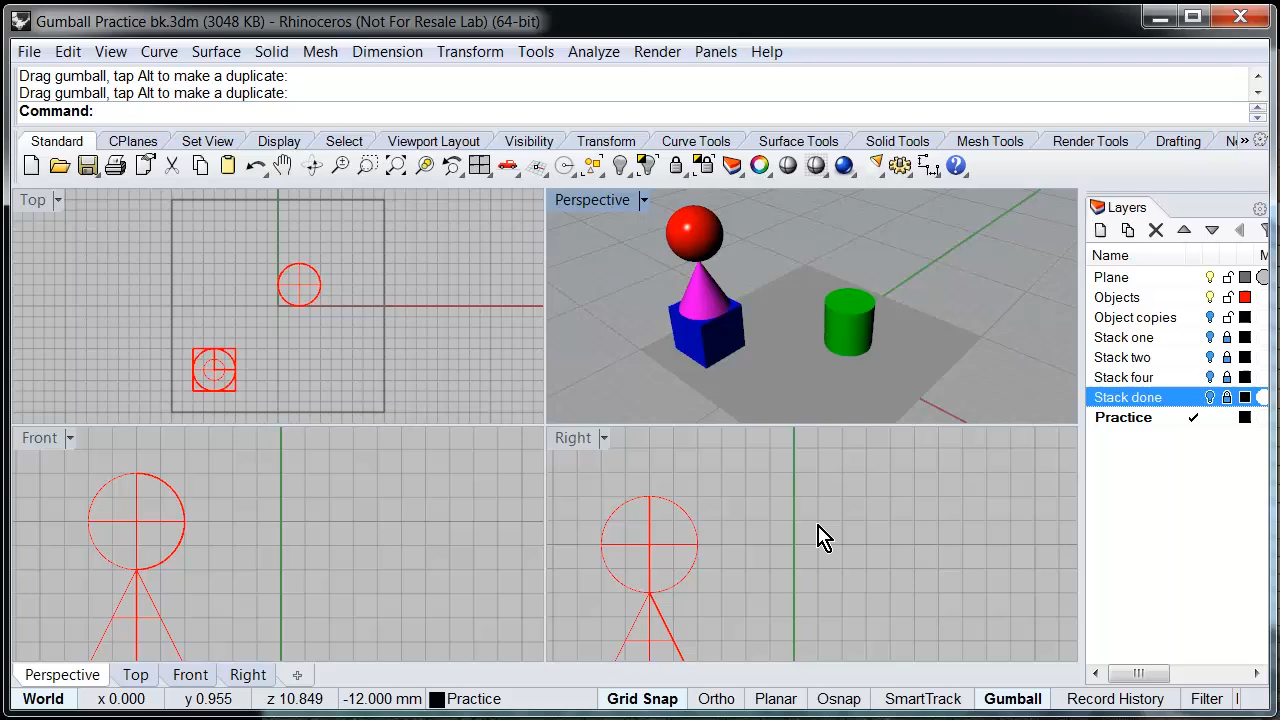 Gumball Practice bk.3dm (3048 KB) - Rhinoceros (Not For Resale Lab) (64-bit)
File Edit View Curve Surface Solid Mesh Dimension Transform Tools Analyze Render Panels Help
Drag gumball, tap Alt to make a duplicate:
Drag gumball, tap Alt to make a duplicate:
Command:
Standard CPlanes Set View Display Select Viewport Layout Visibility Transform Curve Tools Surface Tools Solid Tools Mesh Tools Render Tools Drafting
Top
Perspective
Layers
Name
Plane
Objects
Object copies
Stack one
Stack two
Stack four
Stack done
Practice
Front
Right
Perspective Top Front Right
World x 0.000 y 0.955 z 10.849 -12.000 mm Practice Grid Snap Ortho Planar Osnap SmartTrack Gumball Record History Filter